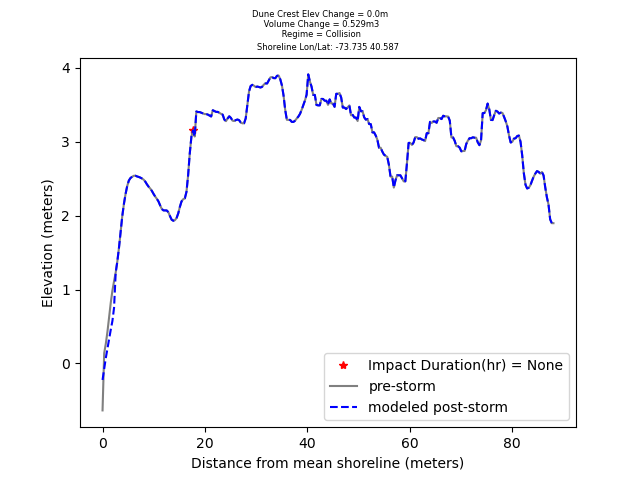 Dune Crest Elev Change = 0.0m
Volume Change = 0.529m3
Regime = Collision
Shoreline Lon/Lat: -73.735 40.587
4
3
2
1
0
Elevation (meters)
Impact Duration(hr) = None
pre-storm
modeled post-storm
0 20 40 60 80
Distance from mean shoreline (meters)